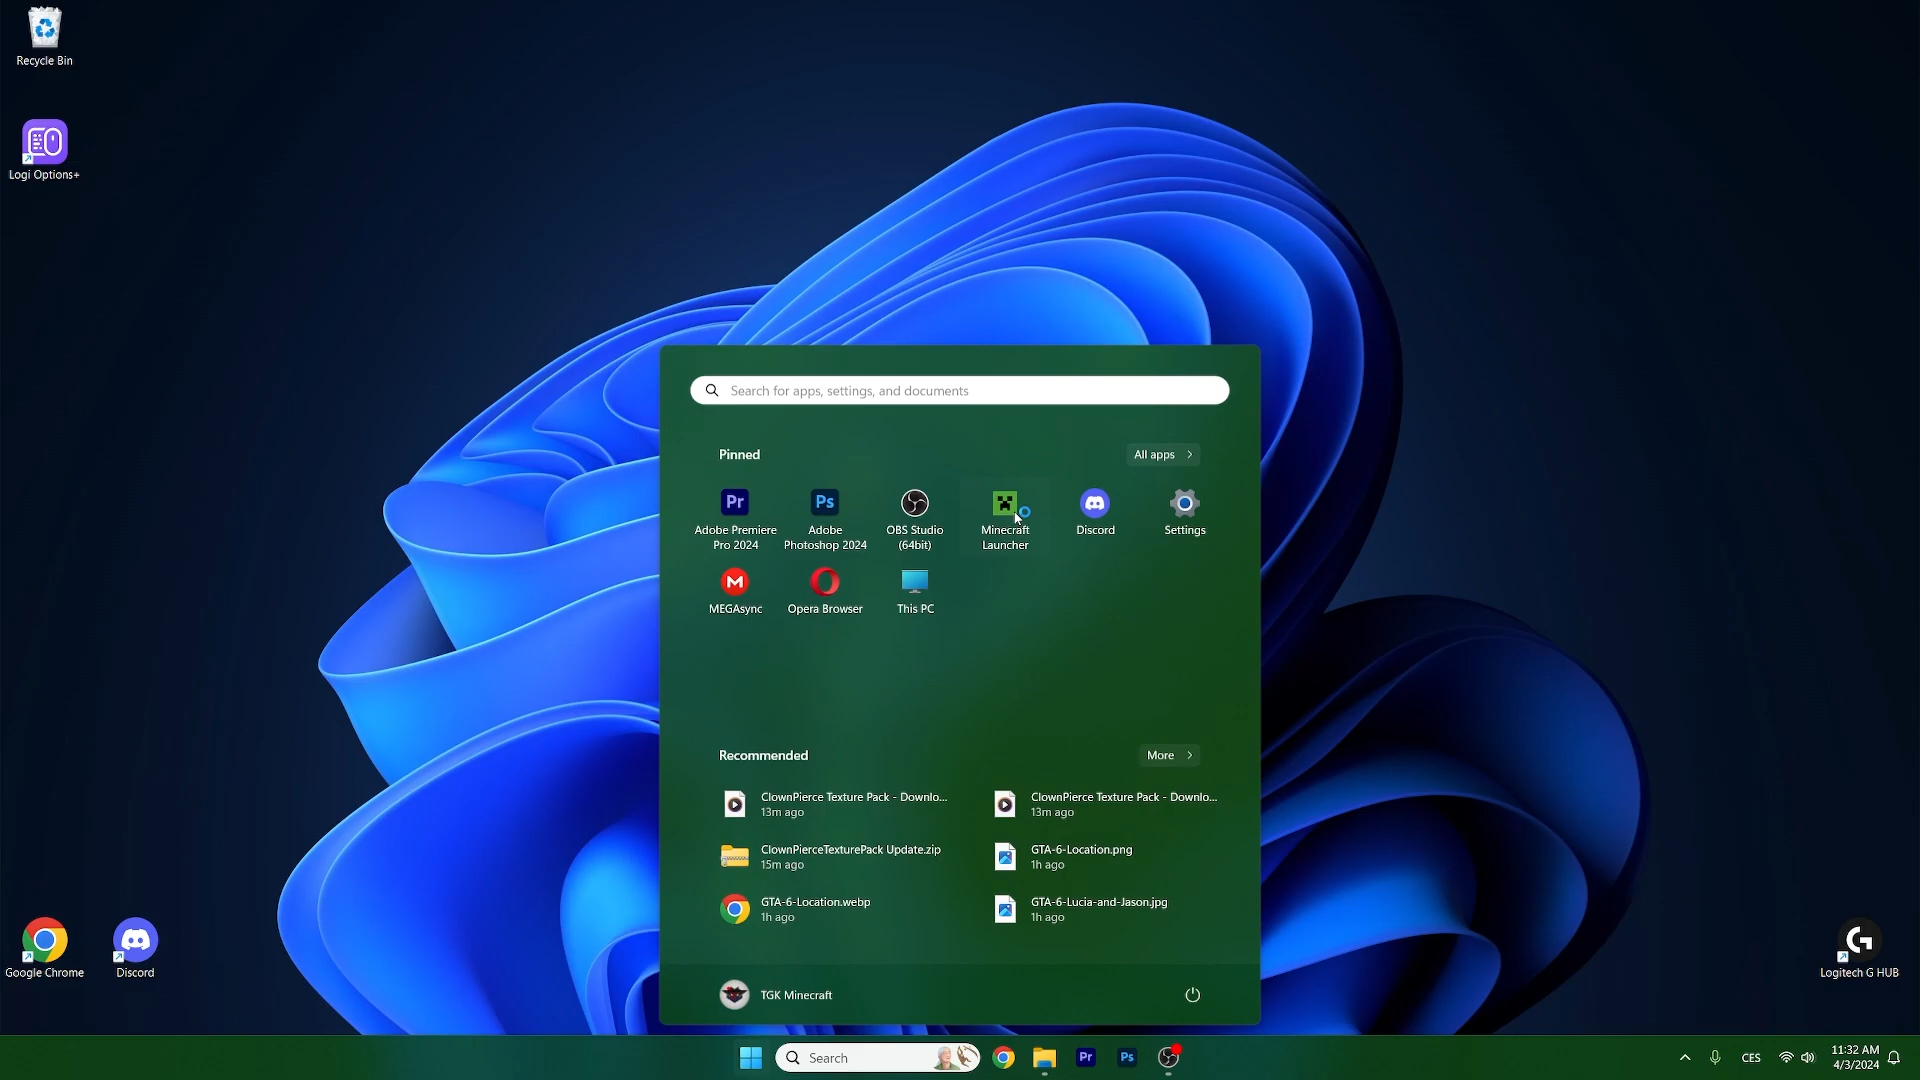 Recycle Bin
Logi Options+
Search for apps, settings, and documents
Pinned
All apps
Pr
Ps
Adobe Premiere
Pro 2024
Adobe
Photoshop 2024
OBS Studio
(64bit)
Minecraft
Launcher
Discord
Settings
MEGAsync
Opera Browser
This PC
Recommended
More
ClownPierce Texture Pack - Downlo...
13m ago
ClownPierce Texture Pack - Downlo...
13m ago
ClownPierceTexturePack Update.zip
15m ago
GTA-6-Location.png
1h ago
GTA-6-Location.webp
1h ago
GTA-6-Lucia-and-Jason.jpg
1h ago
Google Chrome
Discord
Logitech G HUB
TGK Minecraft
Search
Pr
Ps
CES
11:32 AM
4/3/2024